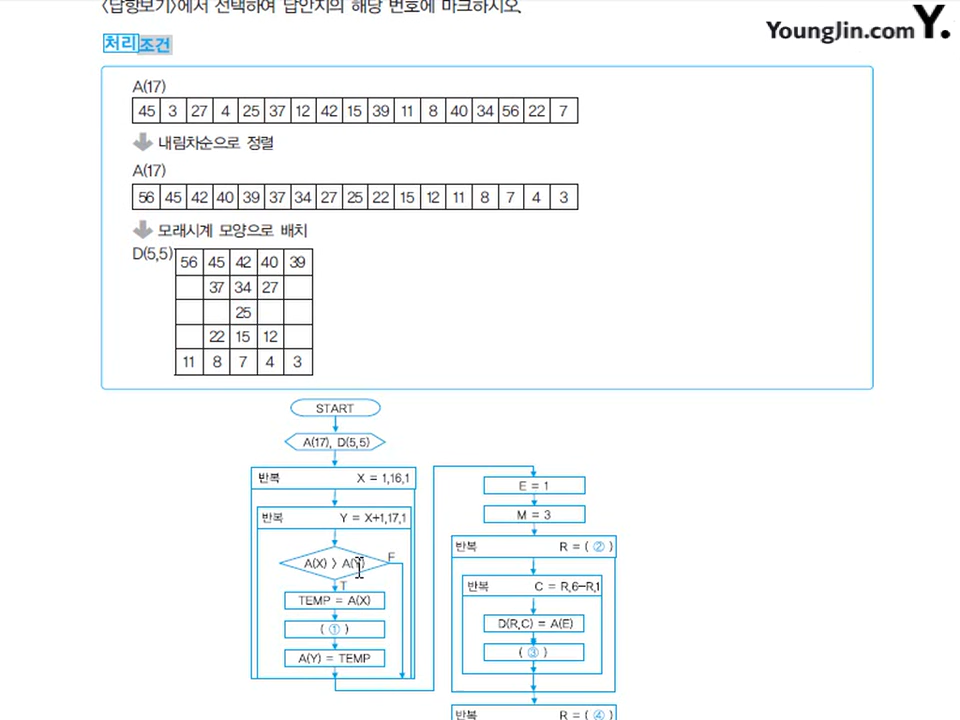 <답항보기>에서 선택하여 답안지의 해당 번호에 마크하시오.
YoungJin.com Y.
처리조건
A(17)
45 3 27 4 25 37 12 42 15 39 11 8 40 34 56 22 7
내림차순으로 정렬
A(17)
56 45 42 40 39 37 34 27 25 22 15 12 11 8 7 4 3
모래시계 모양으로 배치
D(5,5)
56 45 42 40 39
37 34 27
25
22 15 12
11 8 7 4 3
START
A(17), D(5,5)
반복 X = 1,16,1
반복 Y = X+1,17,1
A(X) > A(Y)
F
T
TEMP = A(X)
( ① )
A(Y) = TEMP
E = 1
M = 3
반복 R = ( ② )
반복 C = R,6-R,1
D(R,C) = A(E)
( ③ )
반복 R = ( ④ )